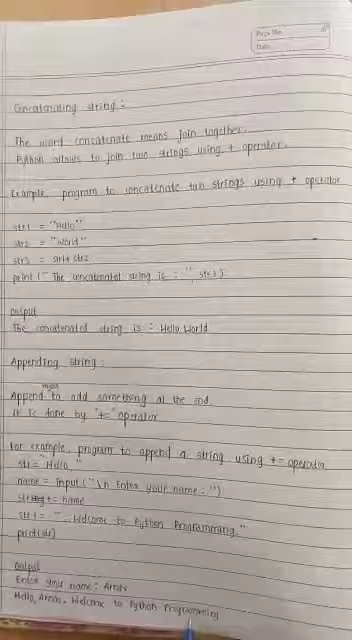 Page No.
Date
Concatenating string :
The word concatenate means join together.
Python allows to join two strings using + operator.
Example, program to concatenate two strings using + operator
str1 = "Hello"
str2 = "World"
str3 = str1+str2
print (" The concatenated string is : ", str3)
output
The concatenated string is : Hello World
Appending string :
Append means to add something at the end
it is done by "+=" operator
For example, program to append a string using += operator
str = "Hello,"
name = Input ("\n Enter your name : ")
str += name
str += ". Welcome to Python Programming."
print(str)
output
Enter your name : Arnav
Hello, Arnav. Welcome to Python Programming